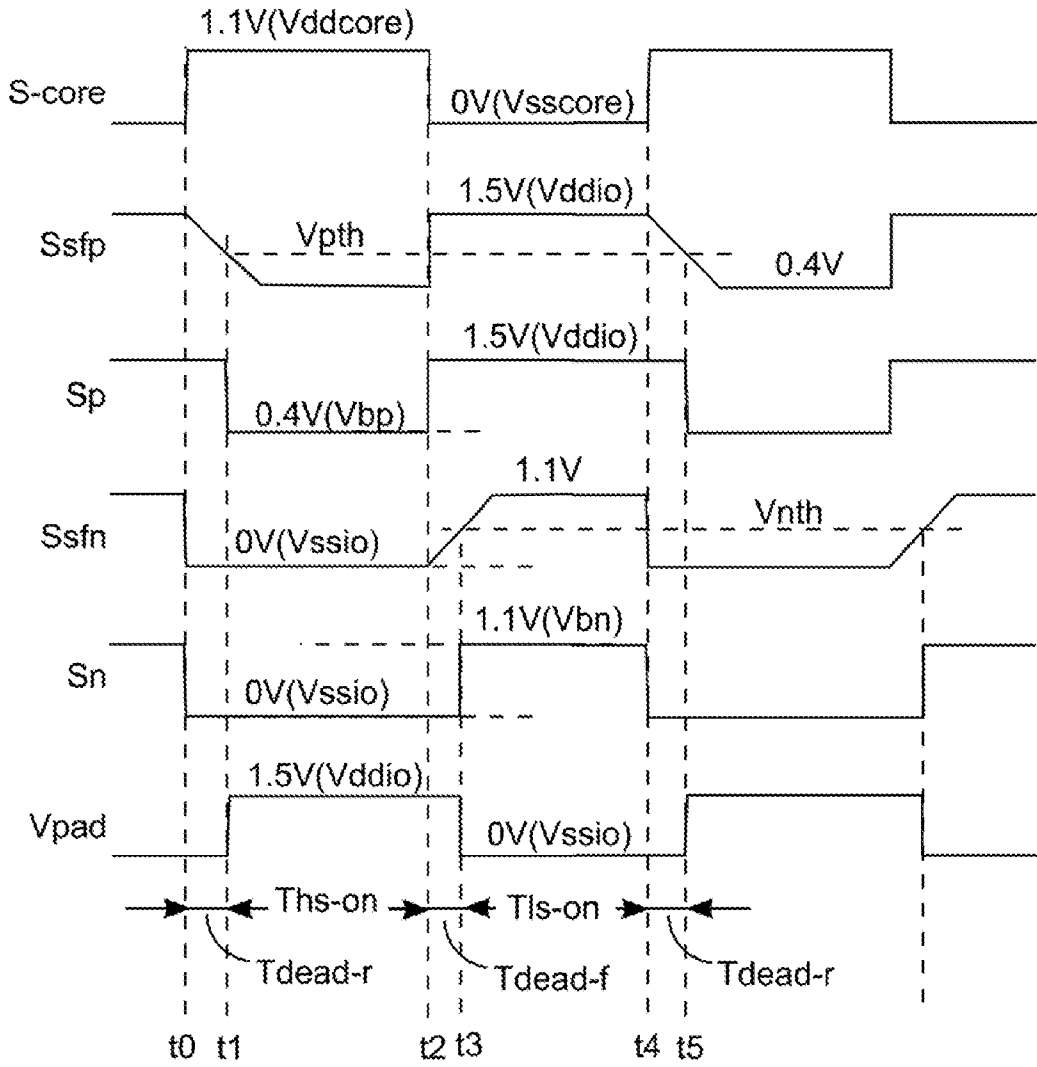 1.1V(Vddcore)
S-core
0V(Vsscore)
1.5V(Vddio)
Ssfp
Vpth
0.4V
1.5V(Vddio)
Sp
0.4V(Vbp)
1.1V
Ssfn
Vnth
0V(Vssio)
1.1V(Vbn)
Sn
0V(Vssio)
1.5V(Vddio)
Vpad
0V(Vssio)
Ths-on
Tls-on
Tdead-r
Tdead-f
Tdead-r
t0 t1 t2 t3 t4 t5